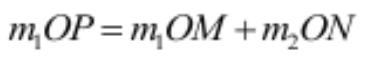 m₁OP = m₁OM + m₂ON